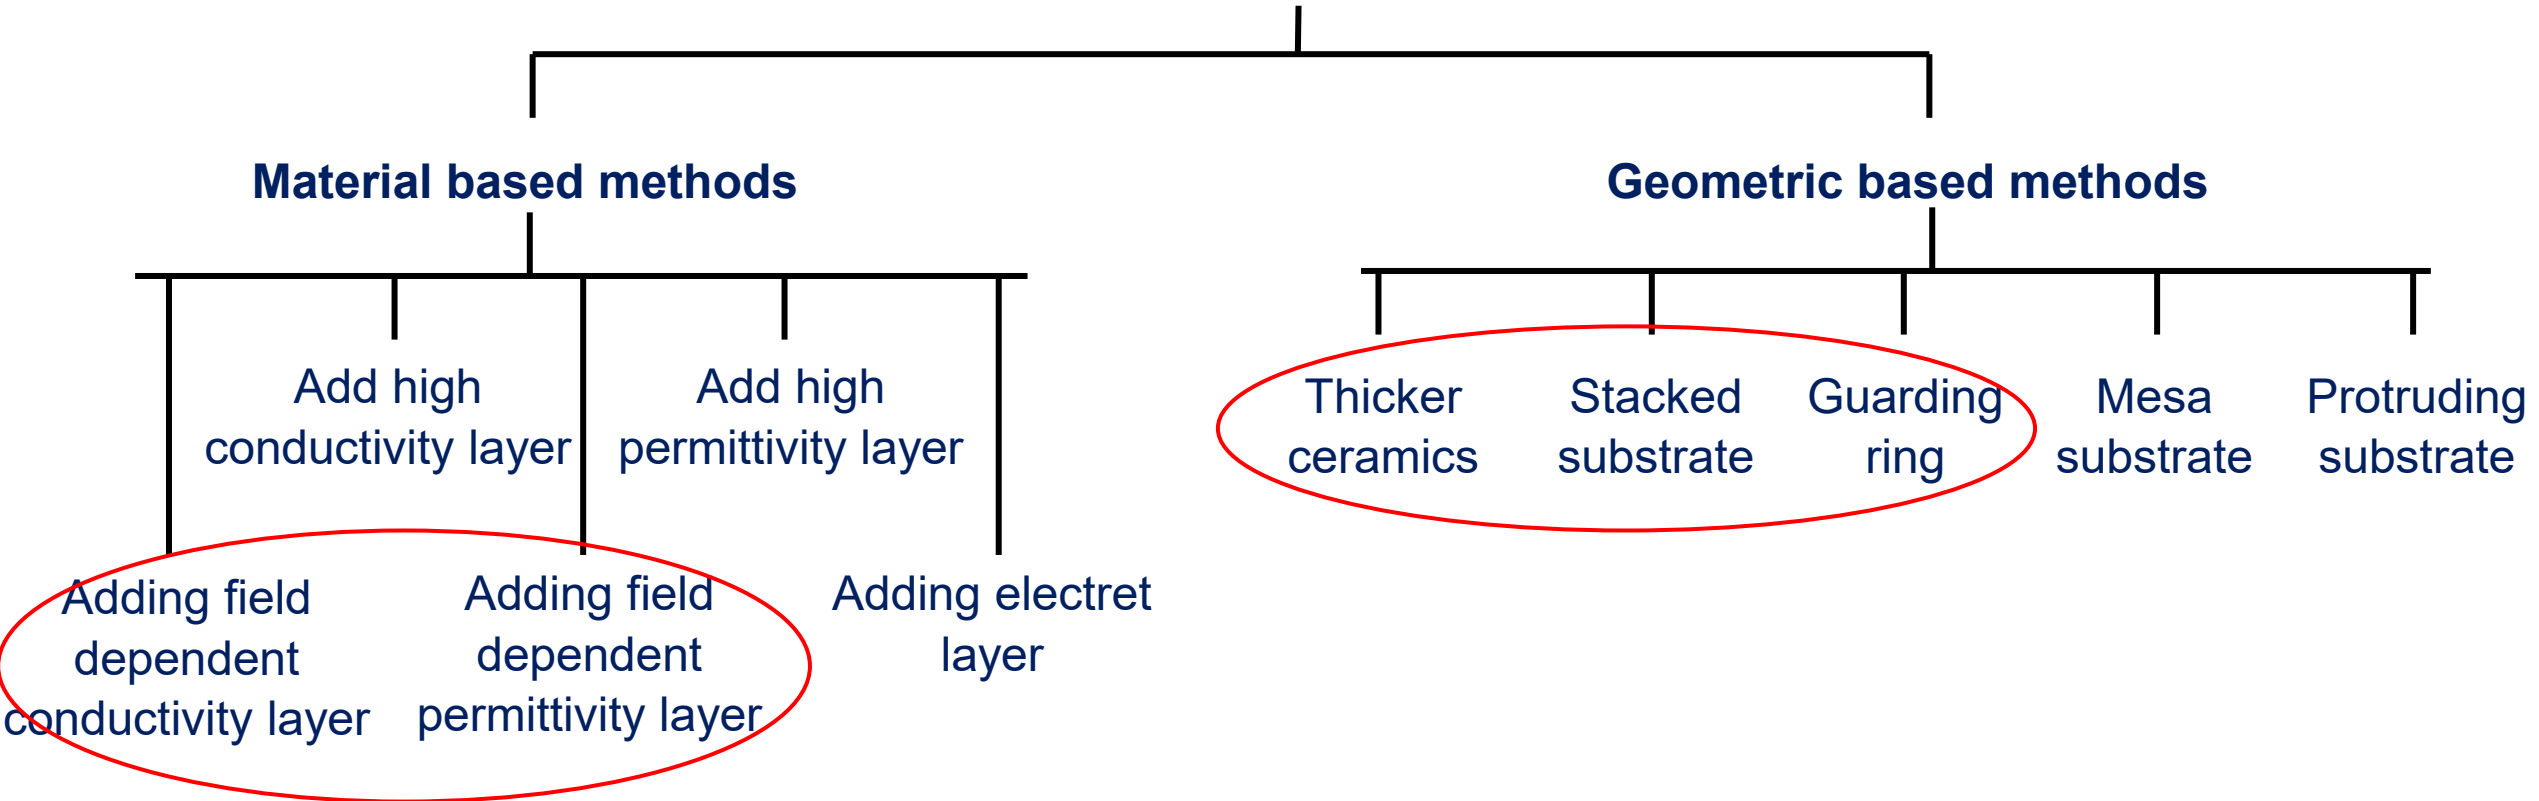 Material based methods
Geometric based methods
Add high
conductivity layer
Add high
permittivity layer
Adding field
dependent
conductivity layer
Adding field
dependent
permittivity layer
Adding electret
layer
Thicker
ceramics
Stacked
substrate
Guarding
ring
Mesa
substrate
Protruding
substrate